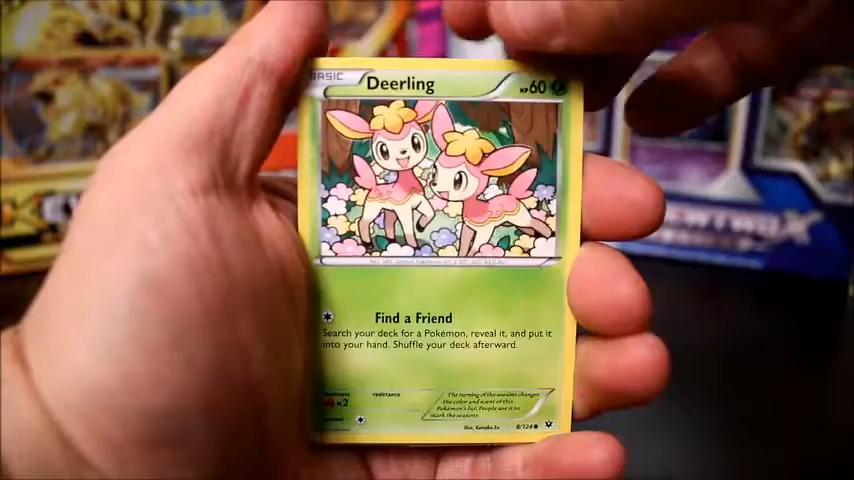 BASIC
Deerling
HP60
Find a Friend
Search your deck for a Pokémon, reveal it, and put it
into your hand. Shuffle your deck afterward.
weakness
resistance
×2
The turning of the seasons changes
the color and scent of this
Pokémon's fur. People use it to
mark the seasons.
Illus. Kanako Eo
8/124